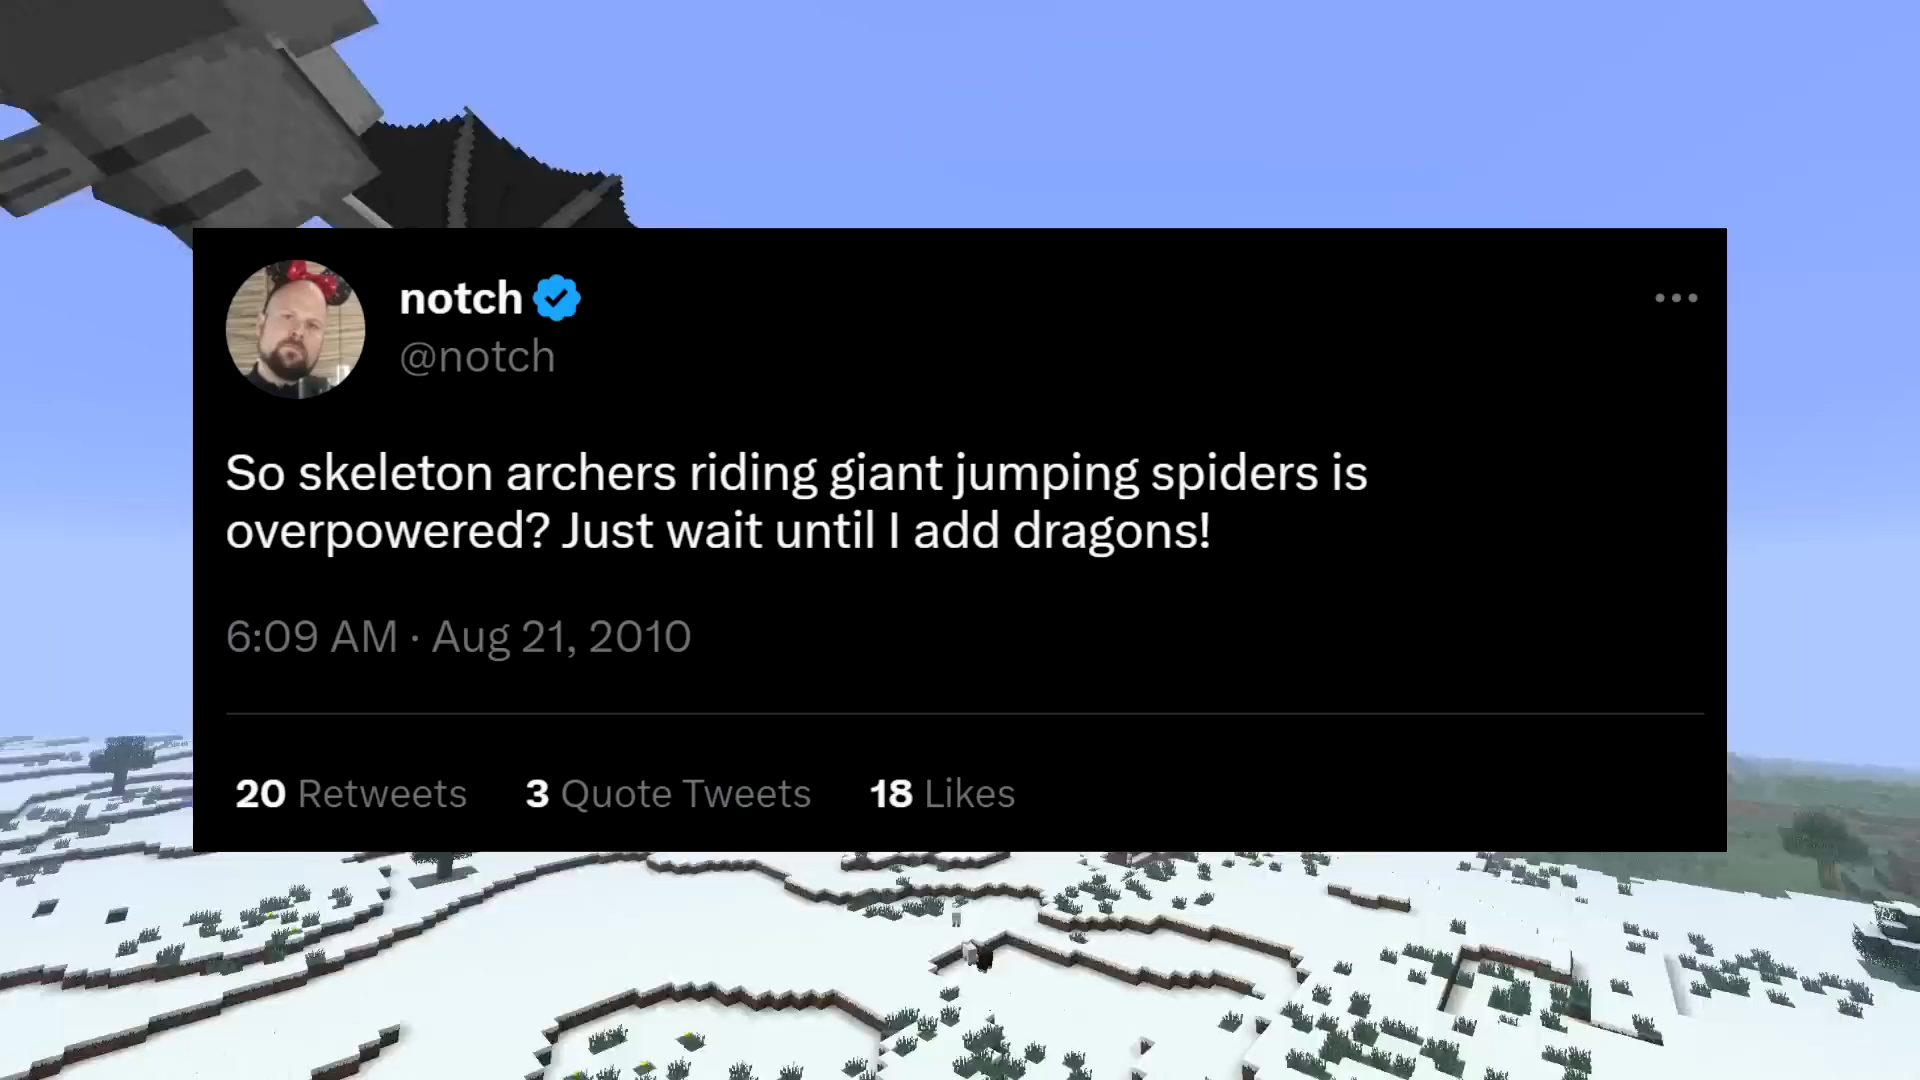 notch
@notch
So skeleton archers riding giant jumping spiders is
overpowered? Just wait until I add dragons!
6:09 AM · Aug 21, 2010
20 Retweets 3 Quote Tweets 18 Likes